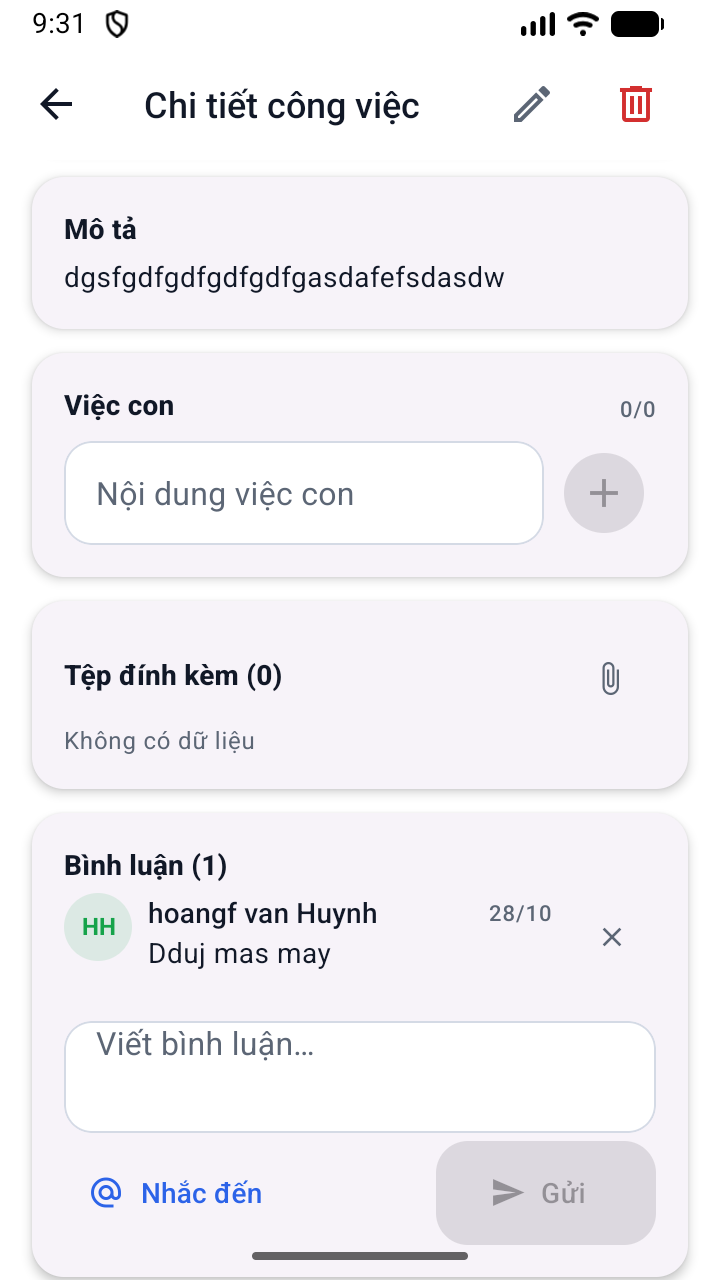 9:31
Chi tiết công việc
Mô tả
dgsfgdfgdfgdfgdfgasdafefsdasdw
Việc con
0/0
Nội dung việc con
Tệp đính kèm (0)
Không có dữ liệu
Bình luận (1)
HH
hoangf van Huynh
28/10
Dduj mas may
Viết bình luận…
Nhắc đến
Gửi